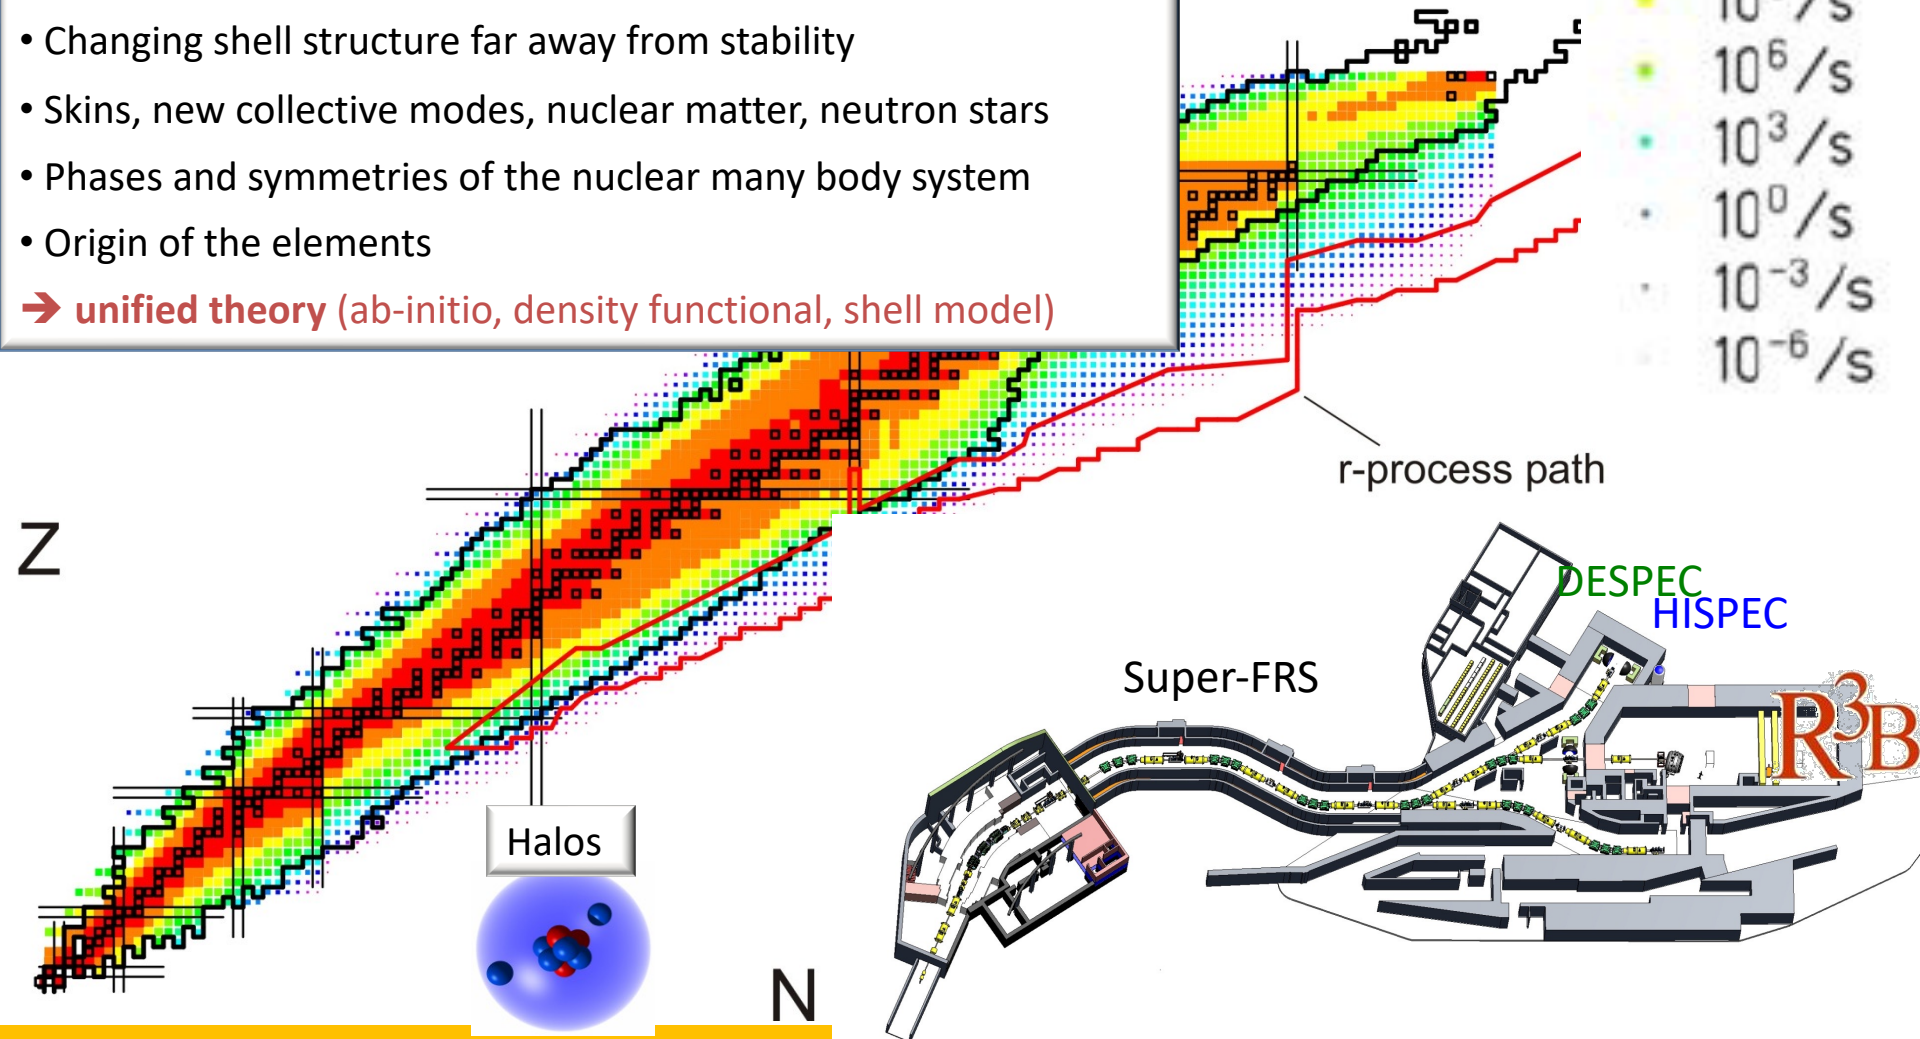 • Changing shell structure far away from stability
• Skins, new collective modes, nuclear matter, neutron stars
• Phases and symmetries of the nuclear many body system
• Origin of the elements
➔ unified theory (ab-initio, density functional, shell model)
10⁶/s
10³/s
10⁰/s
10⁻³/s
10⁻⁶/s
r-process path
Z
DESPEC
HISPEC
Super-FRS
R³B
Halos
N